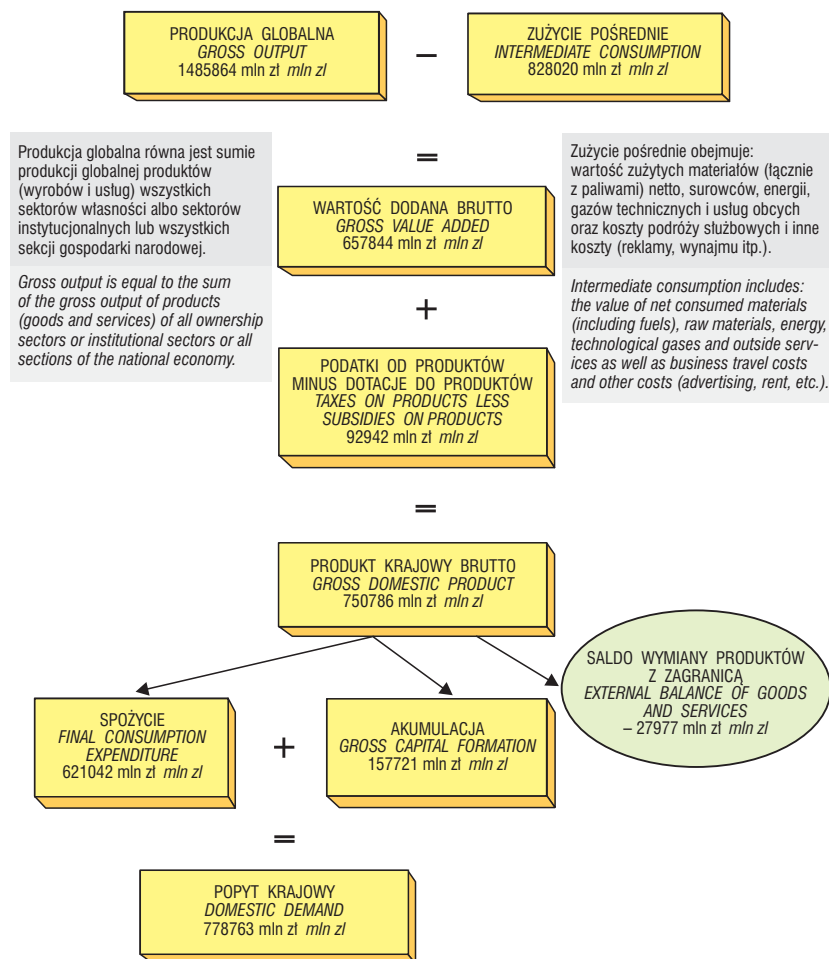 PRODUKCJA GLOBALNA
GROSS OUTPUT
1485864 mln zł mln zl
–
ZUŻYCIE POŚREDNIE
INTERMEDIATE CONSUMPTION
828020 mln zł mln zl
=
Produkcja globalna równa jest sumie
produkcji globalnej produktów
(wyrobów i usług) wszystkich
sektorów własności albo sektorów
instytucjonalnych lub wszystkich
sekcji gospodarki narodowej.
Gross output is equal to the sum
of the gross output of products
(goods and services) of all ownership
sectors or institutional sectors or all
sections of the national economy.
WARTOŚĆ DODANA BRUTTO
GROSS VALUE ADDED
657844 mln zł mln zl
Zużycie pośrednie obejmuje:
wartość zużytych materiałów (łącznie
z paliwami) netto, surowców, energii,
gazów technicznych i usług obcych
oraz koszty podróży służbowych i inne
koszty (reklamy, wynajmu itp.).
Intermediate consumption includes:
the value of net consumed materials
(including fuels), raw materials, energy,
technological gases and outside serv-
ices as well as business travel costs
and other costs (advertising, rent, etc.).
+
PODATKI OD PRODUKTÓW
MINUS DOTACJE DO PRODUKTÓW
TAXES ON PRODUCTS LESS
SUBSIDIES ON PRODUCTS
92942 mln zł mln zl
=
PRODUKT KRAJOWY BRUTTO
GROSS DOMESTIC PRODUCT
750786 mln zł mln zl
SALDO WYMIANY PRODUKTÓW
Z ZAGRANICĄ
EXTERNAL BALANCE OF GOODS
AND SERVICES
– 27977 mln zł mln zl
SPOŻYCIE
FINAL CONSUMPTION
EXPENDITURE
621042 mln zł mln zl
+
AKUMULACJA
GROSS CAPITAL FORMATION
157721 mln zł mln zl
=
POPYT KRAJOWY
DOMESTIC DEMAND
778763 mln zł mln zl